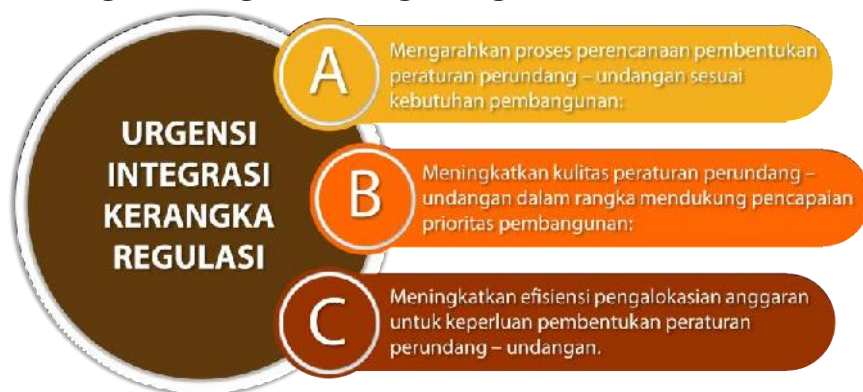 URGENSI
INTEGRASI
KERANGKA
REGULASI
A
Mengarahkan proses perencanaan pembentukan
peraturan perundang – undangan sesuai
kebutuhan pembangunan:
B
Meningkatkan kulitas peraturan perundang –
undangan dalam rangka mendukung pencapaian
prioritas pembangunan:
C
Meningkatkan efisiensi pengalokasian anggaran
untuk keperluan pembentukan peraturan
perundang – undangan.